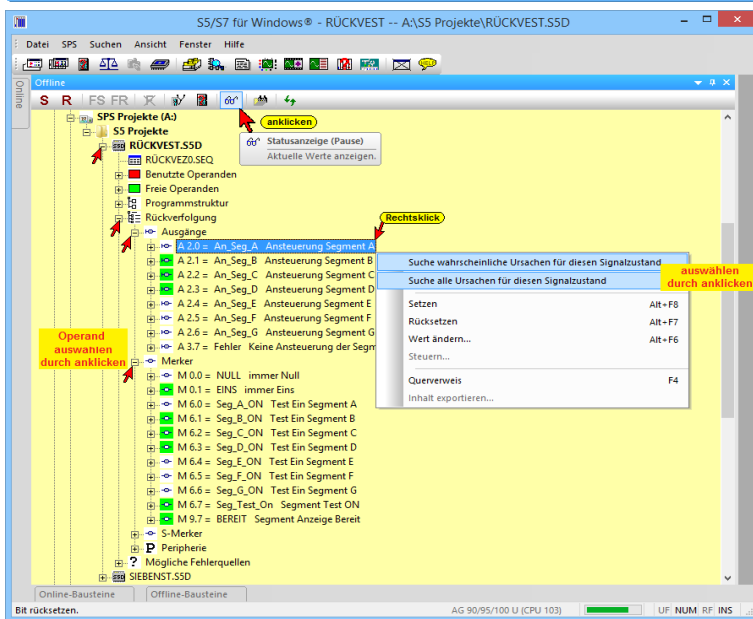 S5/S7 für Windows® - RÜCKVEST -- A:\S5 Projekte\RÜCKVEST.S5D
Datei SPS Suchen Ansicht Fenster Hilfe
HELP
Online
Offline
S R FS FR
anklicken
SPS Projekte (A:)
S5 Projekte
Statusanzeige (Pause)
Aktuelle Werte anzeigen.
RÜCKVEST.S5D
RÜCKVEZ0.SEQ
Benutzte Operanden
Freie Operanden
Programmstruktur
Rückverfolgung
Rechtsklick
Ausgänge
A 2.0 = An_Seg_A Ansteuerung Segment A
A 2.1 = An_Seg_B Ansteuerung Segment B
A 2.2 = An_Seg_C Ansteuerung Segment C
A 2.3 = An_Seg_D Ansteuerung Segment D
A 2.4 = An_Seg_E Ansteuerung Segment E
A 2.5 = An_Seg_F Ansteuerung Segment F
A 2.6 = An_Seg_G Ansteuerung Segment G
A 3.7 = Fehler Keine Ansteuerung der Segm
Suche wahrscheinliche Ursachen für diesen Signalzustand
Suche alle Ursachen für diesen Signalzustand
auswählen
durch anklicken
Setzen Alt+F8
Rücksetzen Alt+F7
Wert ändern... Alt+F6
Steuern...
Querverweis F4
Inhalt exportieren...
Operand
auswahlen
durch anklicken
Merker
M 0.0 = NULL immer Null
M 0.1 = EINS immer Eins
M 6.0 = Seg_A_ON Test Ein Segment A
M 6.1 = Seg_B_ON Test Ein Segment B
M 6.2 = Seg_C_ON Test Ein Segment C
M 6.3 = Seg_D_ON Test Ein Segment D
M 6.4 = Seg_E_ON Test Ein Segment E
M 6.5 = Seg_F_ON Test Ein Segment F
M 6.6 = Seg_G_ON Test Ein Segment G
M 6.7 = Seg_Test_On Segment Test ON
M 9.7 = BEREIT Segment Anzeige Bereit
S-Merker
P Peripherie
? Mögliche Fehlerquellen
SIEBENST.S5D
Online-Bausteine Offline-Bausteine
Bit rücksetzen. AG 90/95/100 U (CPU 103) UF NUM RF INS